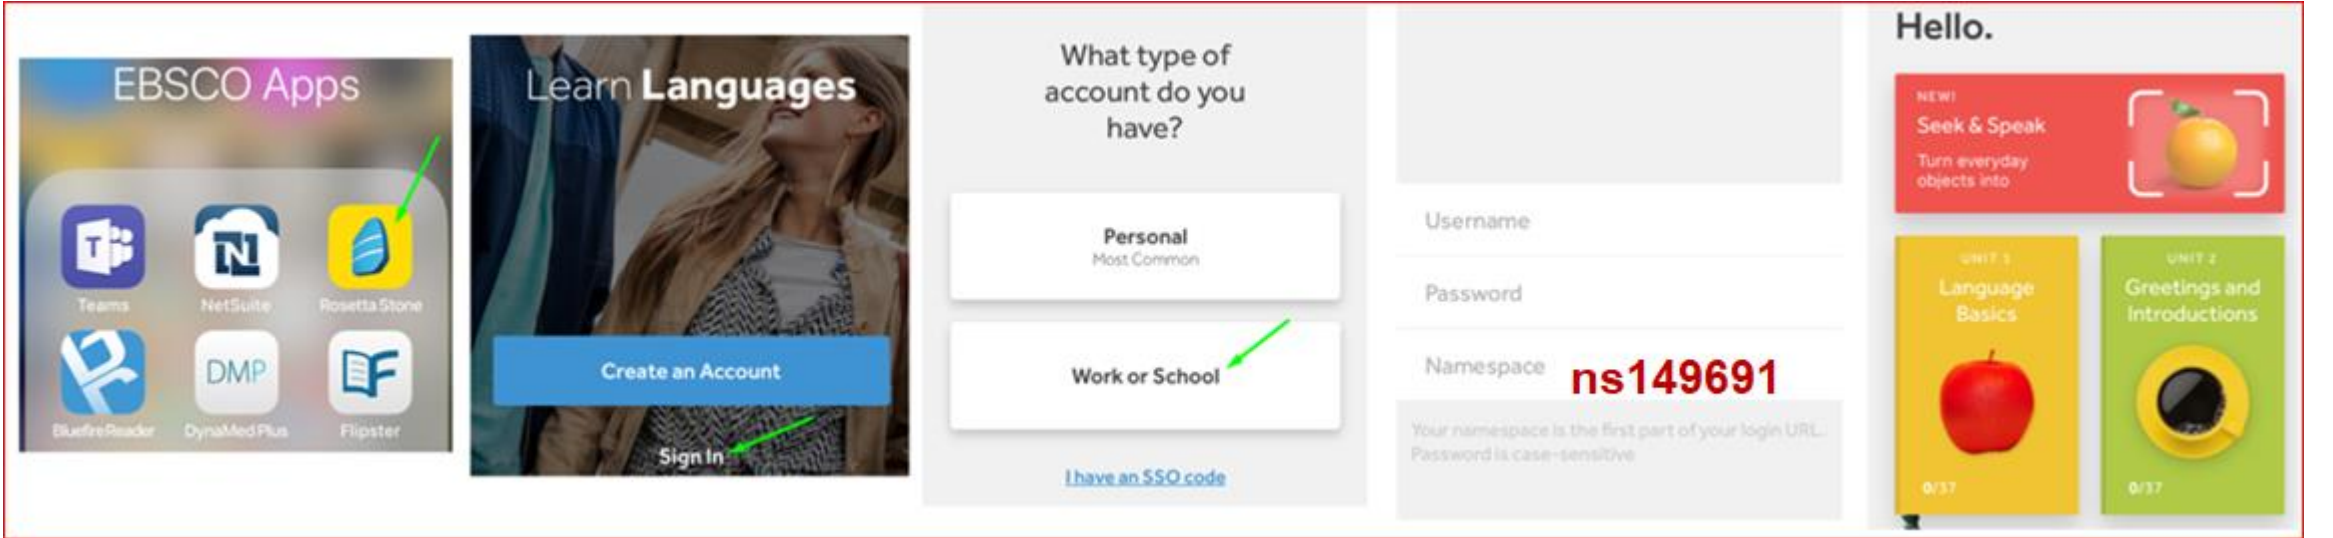 EBSCO Apps
Teams
NetSuite
Rosetta Stone
DMP
BluefireReader
DynaMed Plus
Flipster
Learn Languages
Create an Account
Sign In
What type of
account do you
have?
Personal
Most Common
Work or School
I have an SSO code
Username
Password
Namespace
ns149691
Your namespace is the first part of your login URL.
Password is case-sensitive
Hello.
NEW!
Seek & Speak
Turn everyday
objects into
UNIT 1
Language
Basics
0/37
UNIT 2
Greetings and
Introductions
0/37